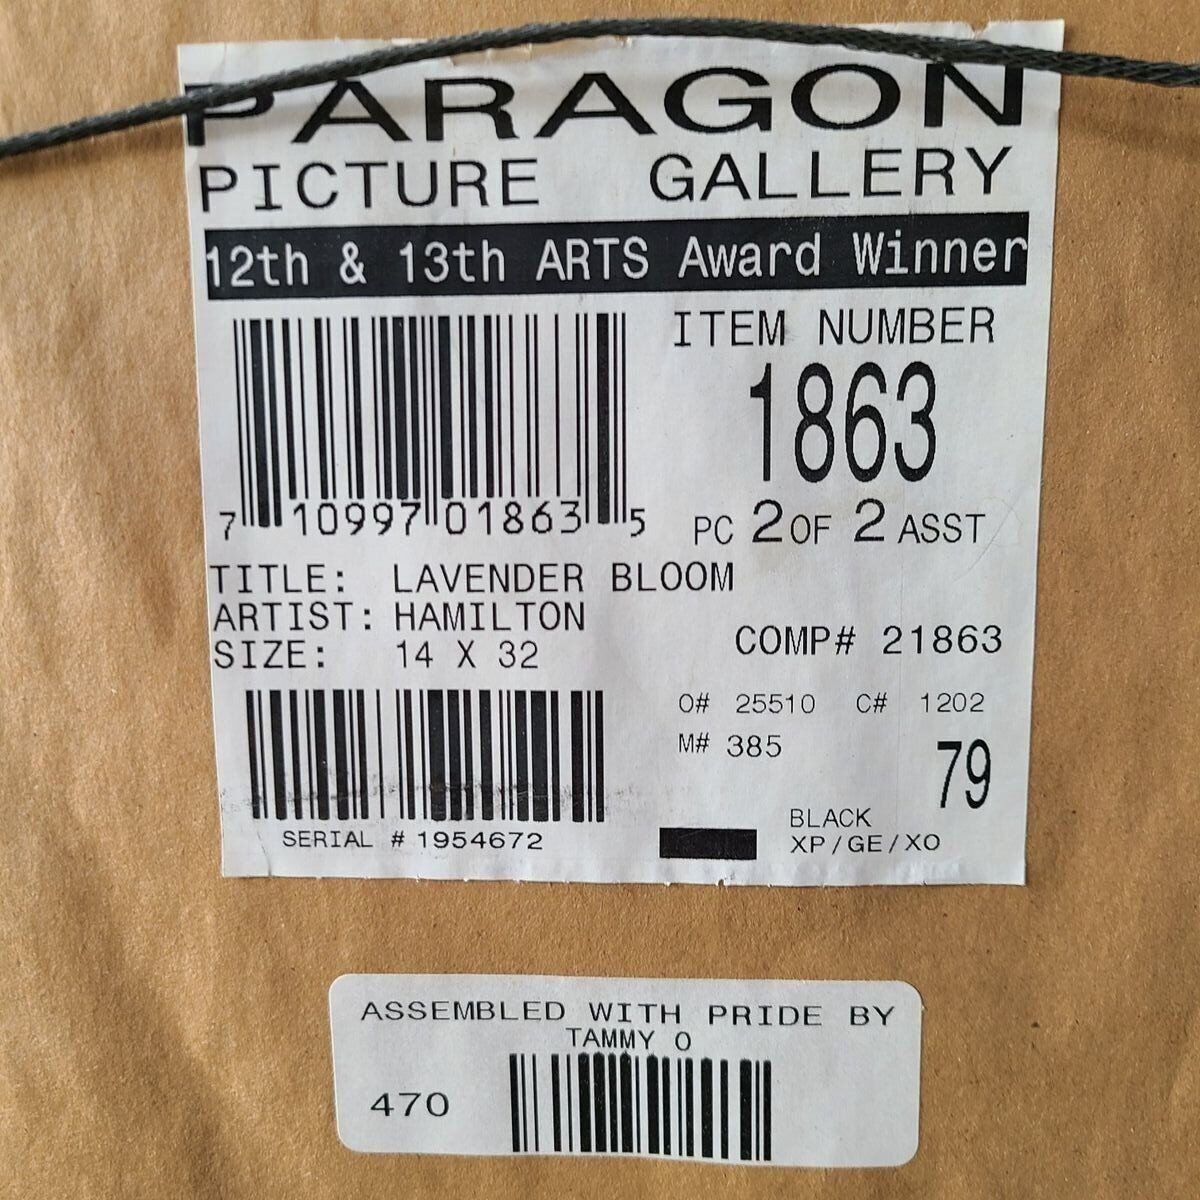 PARAGON
PICTURE GALLERY
12th & 13th ARTS Award Winner
ITEM NUMBER
1863
7 10997 01863 5
PC 2 OF 2 ASST
TITLE: LAVENDER BLOOM
ARTIST: HAMILTON
SIZE: 14 X 32
COMP# 21863
O# 25510 C# 1202
M# 385
79
BLACK
XP/GE/XO
SERIAL # 1954672
ASSEMBLED WITH PRIDE BY
TAMMY O
470